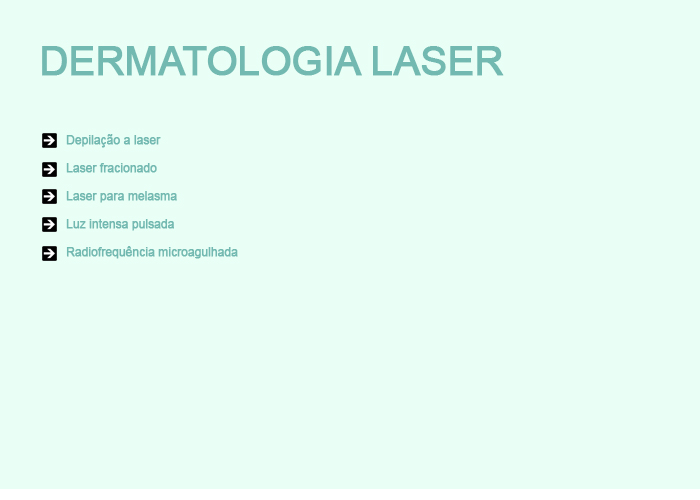 DERMATOLOGIA LASER
Depilação a laser
Laser fracionado
Laser para melasma
Luz intensa pulsada
Radiofrequência microagulhada